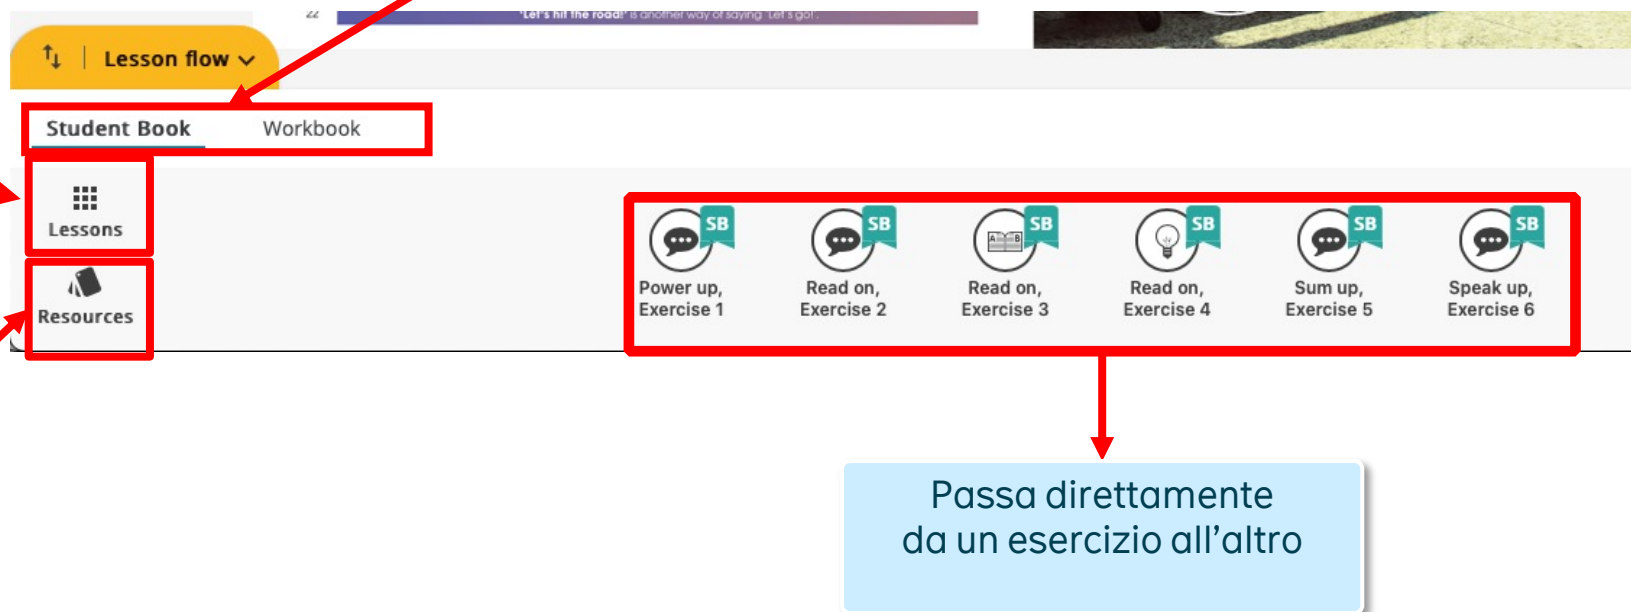 22
'Let's hit the road!' is another way of saying 'Let's go!'.
Lesson flow
Student Book Workbook
Lessons
Resources
SB SB SB SB SB SB
A B
Power up, Read on, Read on, Read on, Sum up, Speak up,
Exercise 1 Exercise 2 Exercise 3 Exercise 4 Exercise 5 Exercise 6
Passa direttamente
da un esercizio all'altro